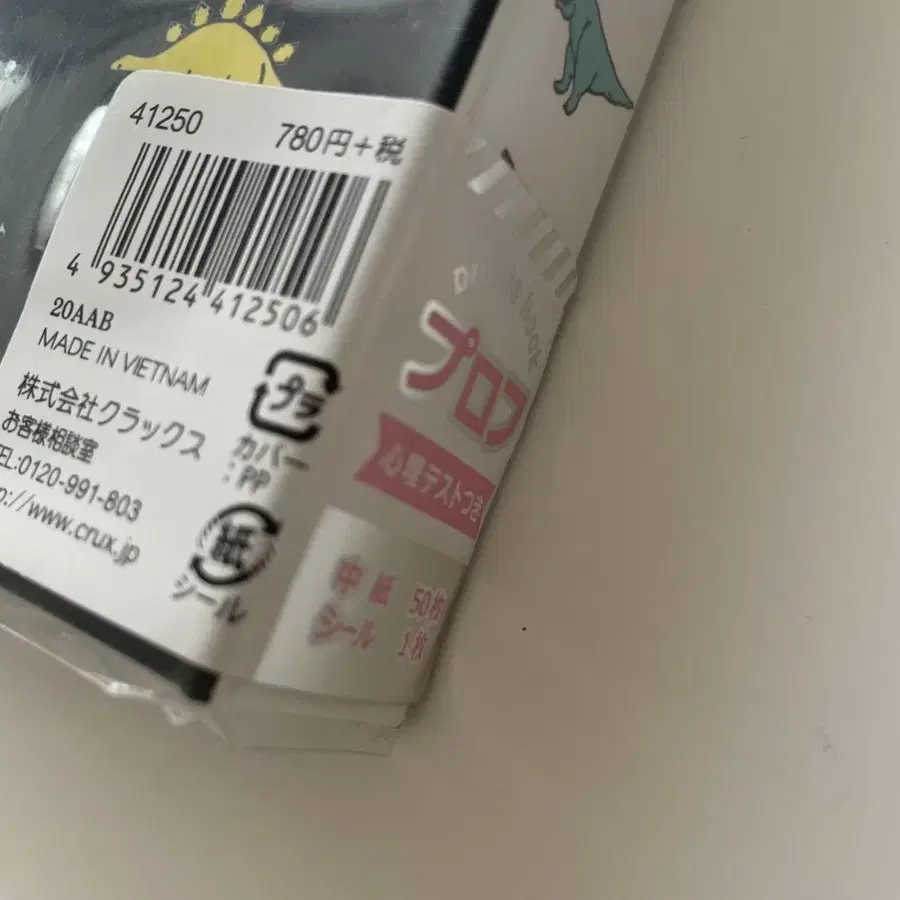 41250
780円+税
4 935124 412506
20AAB
MADE IN VIETNAM
株式会社クラックス
お客様相談室
EL:0120-991-803
p://www.crux.jp
プラ
カバー
:PP
紙
シール
book
プロフ
心理テストつき
中紙 50枚
シール 1枚